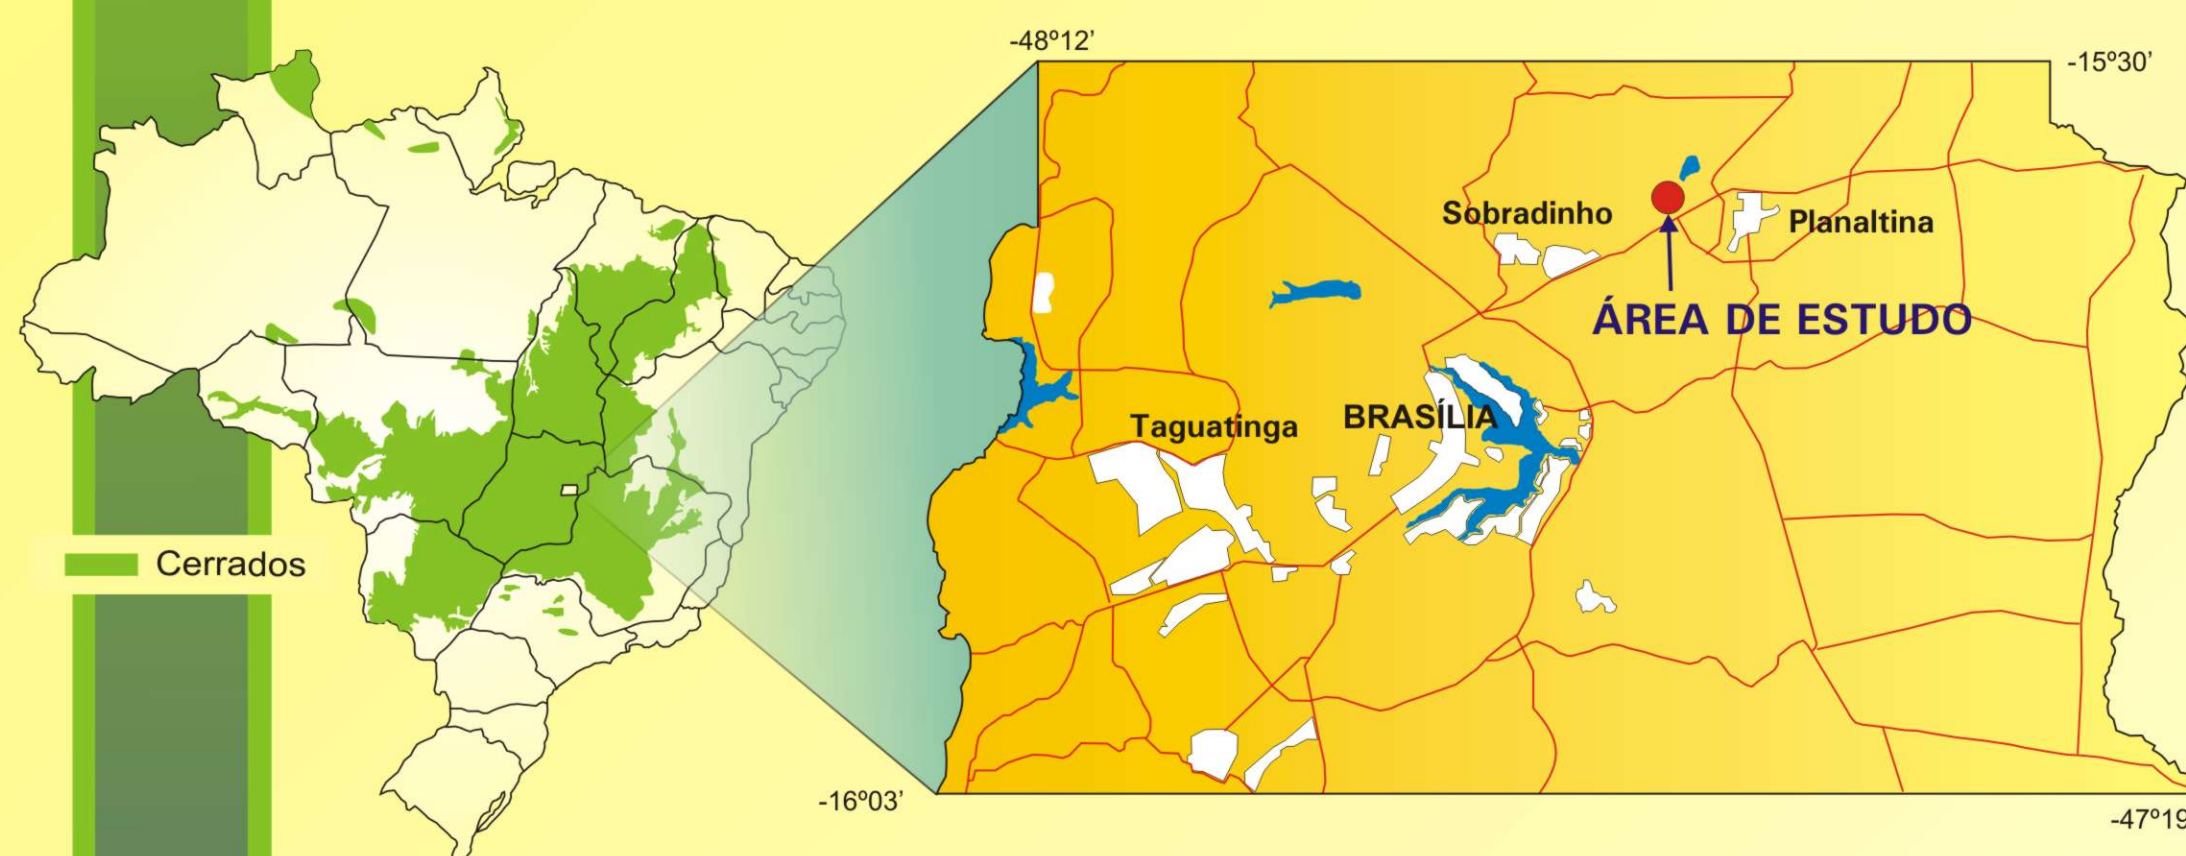 -48º12’
-15º30’
Sobradinho
Planaltina
ÁREA DE ESTUDO
BRASÍLIA
Taguatinga
Cerrados
-16º03’
-47º19